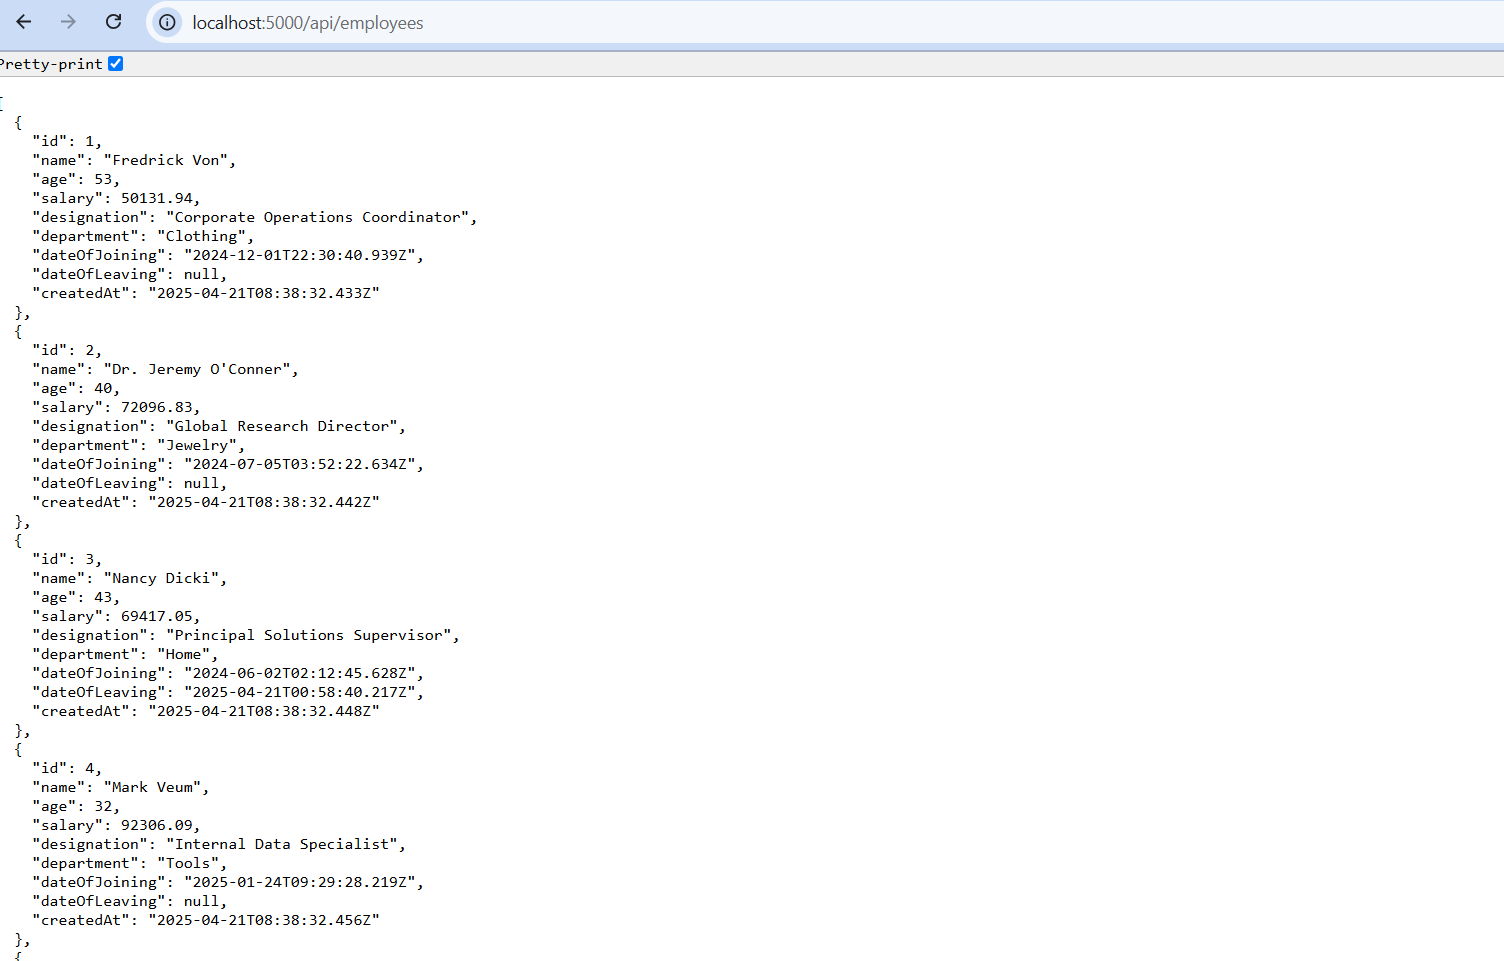 localhost:5000/api/employees
Pretty-print
[
{
"id": 1,
"name": "Fredrick Von",
"age": 53,
"salary": 50131.94,
"designation": "Corporate Operations Coordinator",
"department": "Clothing",
"dateOfJoining": "2024-12-01T22:30:40.939Z",
"dateOfLeaving": null,
"createdAt": "2025-04-21T08:38:32.433Z"
},
{
"id": 2,
"name": "Dr. Jeremy O'Conner",
"age": 40,
"salary": 72096.83,
"designation": "Global Research Director",
"department": "Jewelry",
"dateOfJoining": "2024-07-05T03:52:22.634Z",
"dateOfLeaving": null,
"createdAt": "2025-04-21T08:38:32.442Z"
},
{
"id": 3,
"name": "Nancy Dicki",
"age": 43,
"salary": 69417.05,
"designation": "Principal Solutions Supervisor",
"department": "Home",
"dateOfJoining": "2024-06-02T02:12:45.628Z",
"dateOfLeaving": "2025-04-21T00:58:40.217Z",
"createdAt": "2025-04-21T08:38:32.448Z"
},
{
"id": 4,
"name": "Mark Veum",
"age": 32,
"salary": 92306.09,
"designation": "Internal Data Specialist",
"department": "Tools",
"dateOfJoining": "2025-01-24T09:29:28.219Z",
"dateOfLeaving": null,
"createdAt": "2025-04-21T08:38:32.456Z"
},
{